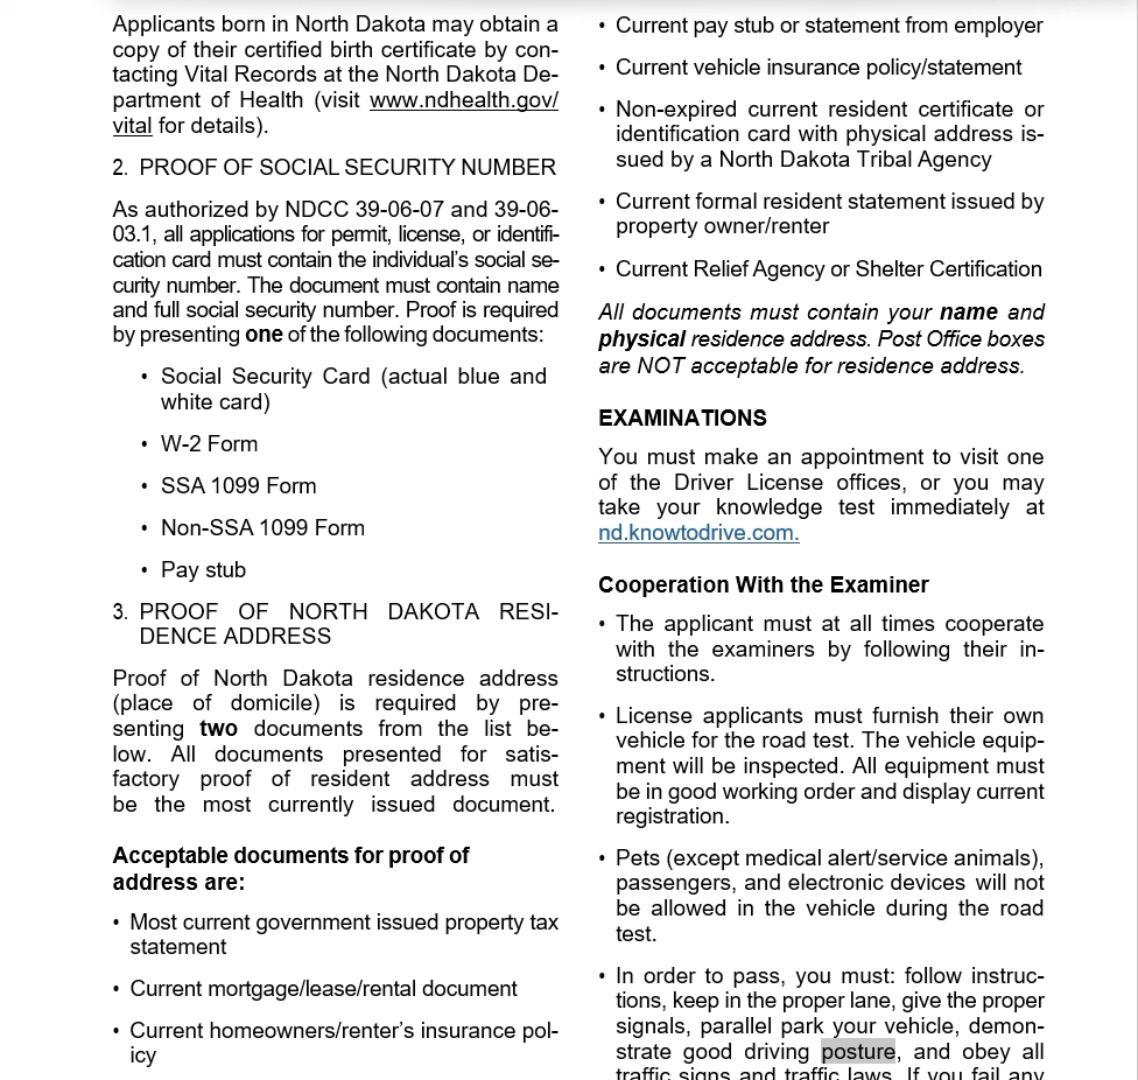 Applicants born in North Dakota may obtain a
copy of their certified birth certificate by con-
tacting Vital Records at the North Dakota De-
partment of Health (visit www.ndhealth.gov/
vital for details).
2. PROOF OF SOCIAL SECURITY NUMBER
As authorized by NDCC 39-06-07 and 39-06-
03.1, all applications for permit, license, or identifi-
cation card must contain the individual's social se-
curity number. The document must contain name
and full social security number. Proof is required
by presenting one of the following documents:
• Social Security Card (actual blue and
white card)
• W-2 Form
• SSA 1099 Form
• Non-SSA 1099 Form
• Pay stub
3. PROOF OF NORTH DAKOTA RESI-
DENCE ADDRESS
Proof of North Dakota residence address
(place of domicile) is required by pre-
senting two documents from the list be-
low. All documents presented for satis-
factory proof of resident address must
be the most currently issued document.
Acceptable documents for proof of
address are:
• Most current government issued property tax
statement
• Current mortgage/lease/rental document
• Current homeowners/renter's insurance pol-
icy
• Current pay stub or statement from employer
• Current vehicle insurance policy/statement
• Non-expired current resident certificate or
identification card with physical address is-
sued by a North Dakota Tribal Agency
• Current formal resident statement issued by
property owner/renter
• Current Relief Agency or Shelter Certification
All documents must contain your name and
physical residence address. Post Office boxes
are NOT acceptable for residence address.
EXAMINATIONS
You must make an appointment to visit one
of the Driver License offices, or you may
take your knowledge test immediately at
nd.knowtodrive.com.
Cooperation With the Examiner
• The applicant must at all times cooperate
with the examiners by following their in-
structions.
• License applicants must furnish their own
vehicle for the road test. The vehicle equip-
ment will be inspected. All equipment must
be in good working order and display current
registration.
• Pets (except medical alert/service animals),
passengers, and electronic devices will not
be allowed in the vehicle during the road
test.
• In order to pass, you must: follow instruc-
tions, keep in the proper lane, give the proper
signals, parallel park your vehicle, demon-
strate good driving posture, and obey all
traffic signs and traffic laws. If you fail any